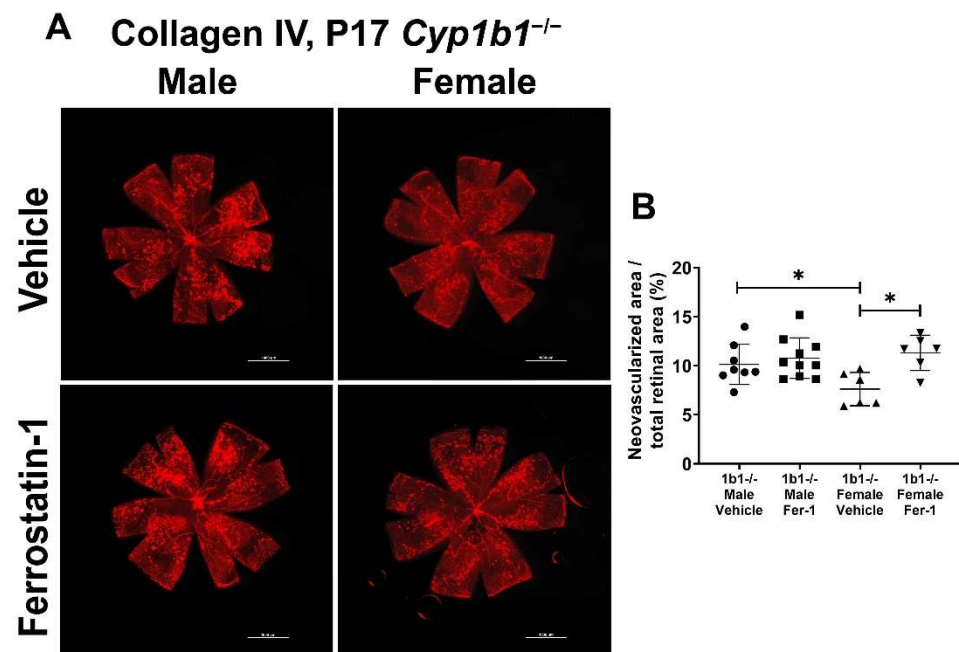 A
Collagen IV, P17 Cyp1b1⁻/⁻
Male Female
Vehicle
Ferrostatin-1
B
Neovascularized area /
total retinal area (%)
20
15
10
5
0
*
*
1b1-/-
Male
Vehicle
1b1-/-
Male
Fer-1
1b1-/-
Female
Vehicle
1b1-/-
Female
Fer-1